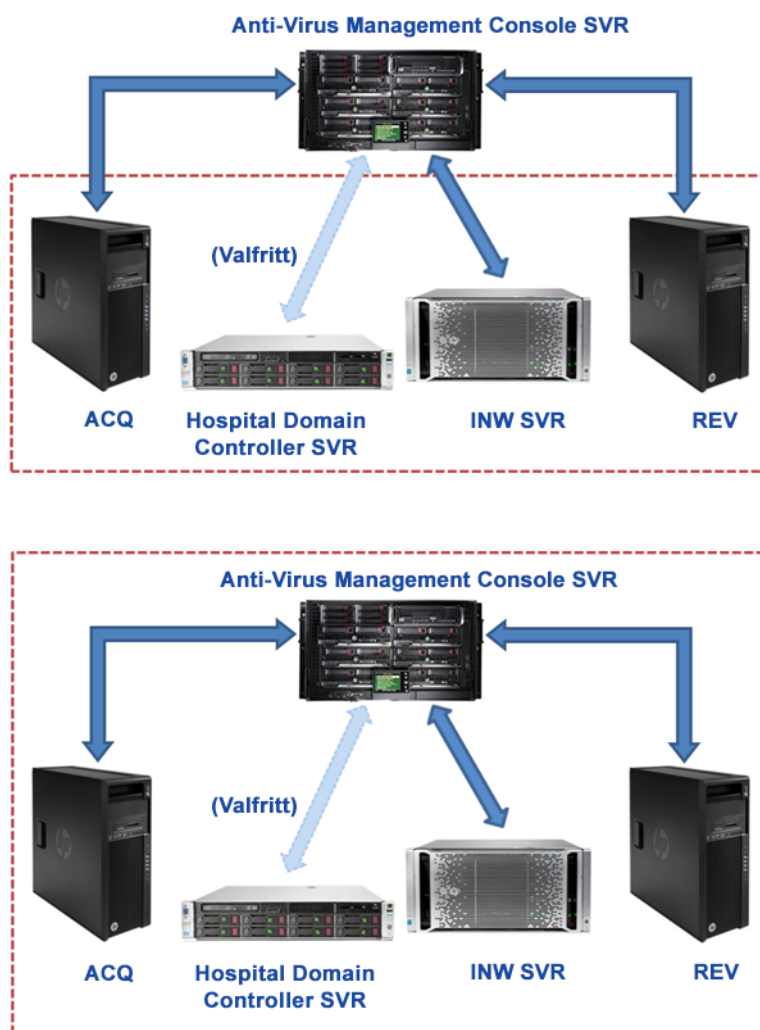 Anti-Virus Management Console SVR
(Valfritt)
ACQ
Hospital Domain
Controller SVR
INW SVR
REV
Anti-Virus Management Console SVR
(Valfritt)
ACQ
Hospital Domain
Controller SVR
INW SVR
REV